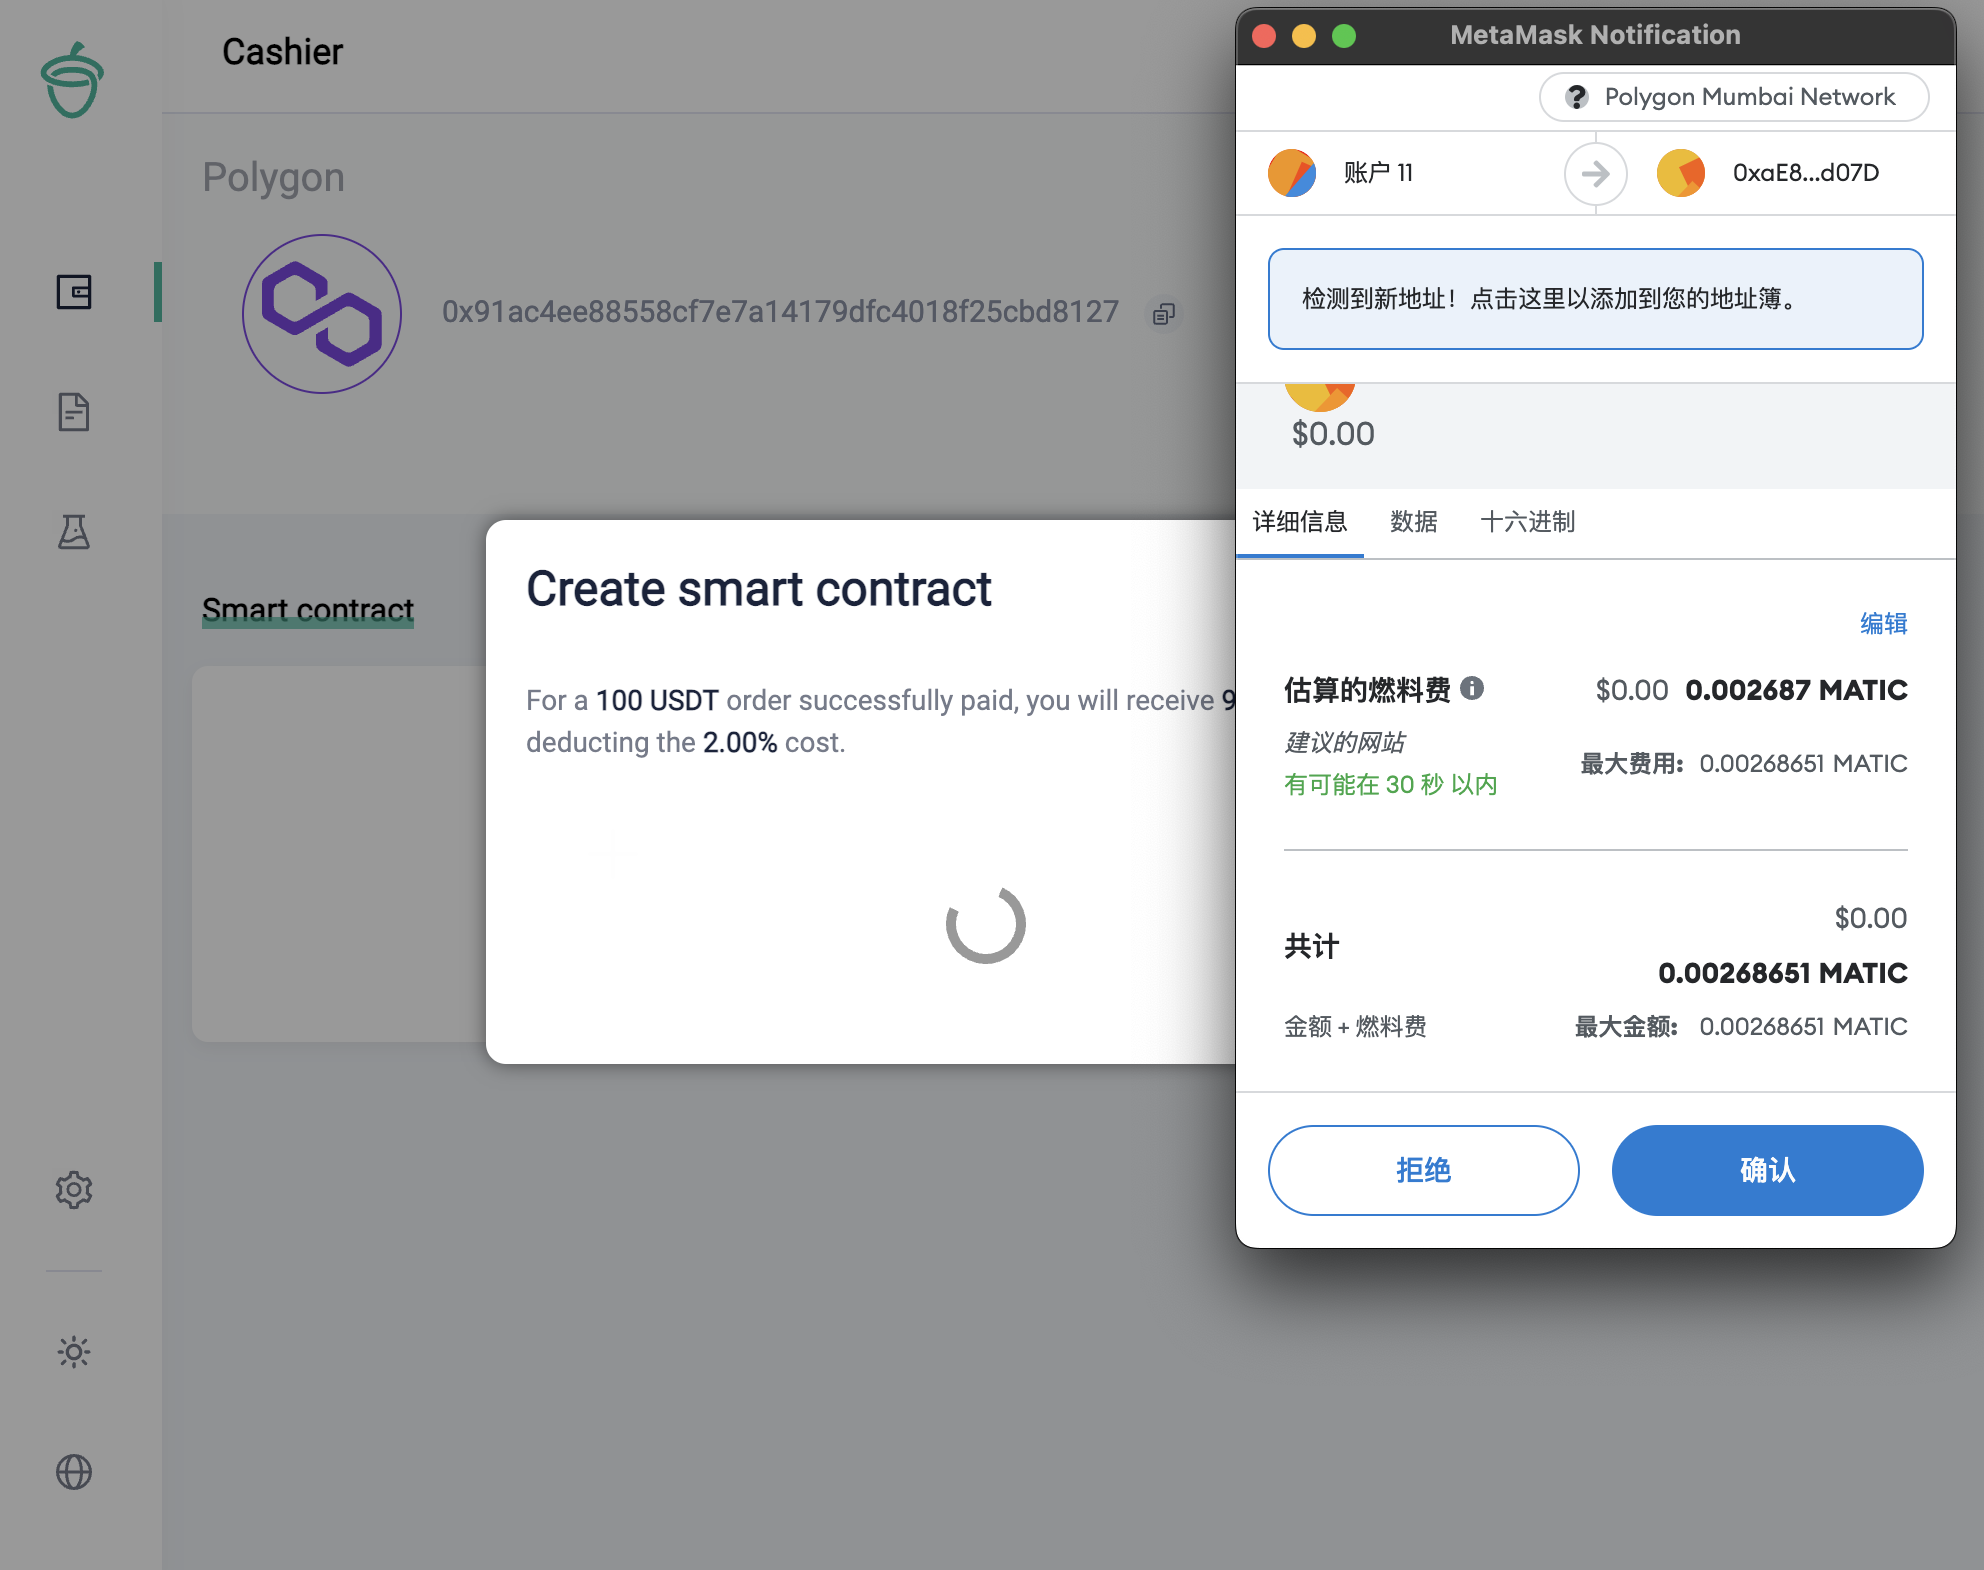 Cashier
Polygon
0x91ac4ee88558cf7e7a14179dfc4018f25cbd8127
Smart contract
Create smart contract
For a 100 USDT order successfully paid, you will receive 9
deducting the 2.00% cost.
MetaMask Notification
Polygon Mumbai Network
账户 11
0xaE8...d07D
检测到新地址！点击这里以添加到您的地址簿。
$0.00
详细信息 数据 十六进制
编辑
估算的燃料费 $0.00 0.002687 MATIC
建议的网站
最大费用: 0.00268651 MATIC
有可能在 30 秒 以内
$0.00
共计
0.00268651 MATIC
金额 + 燃料费 最大金额: 0.00268651 MATIC
拒绝 确认